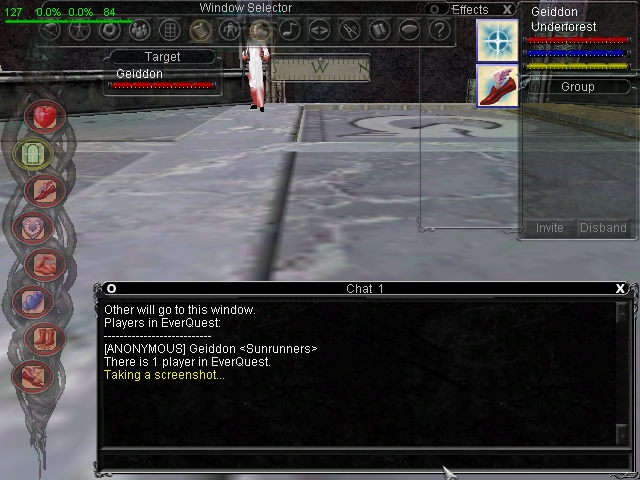 127 0.0% 0.0% 84
Window Selector
Effects X
Geiddon
Underforest
Target
Geiddon
W N
Group
Invite Disband
Chat 1 X
Other will go to this window.
Players in EverQuest:
---------------------------
[ANONYMOUS] Geiddon <Sunrunners>
There is 1 player in EverQuest.
Taking a screenshot...